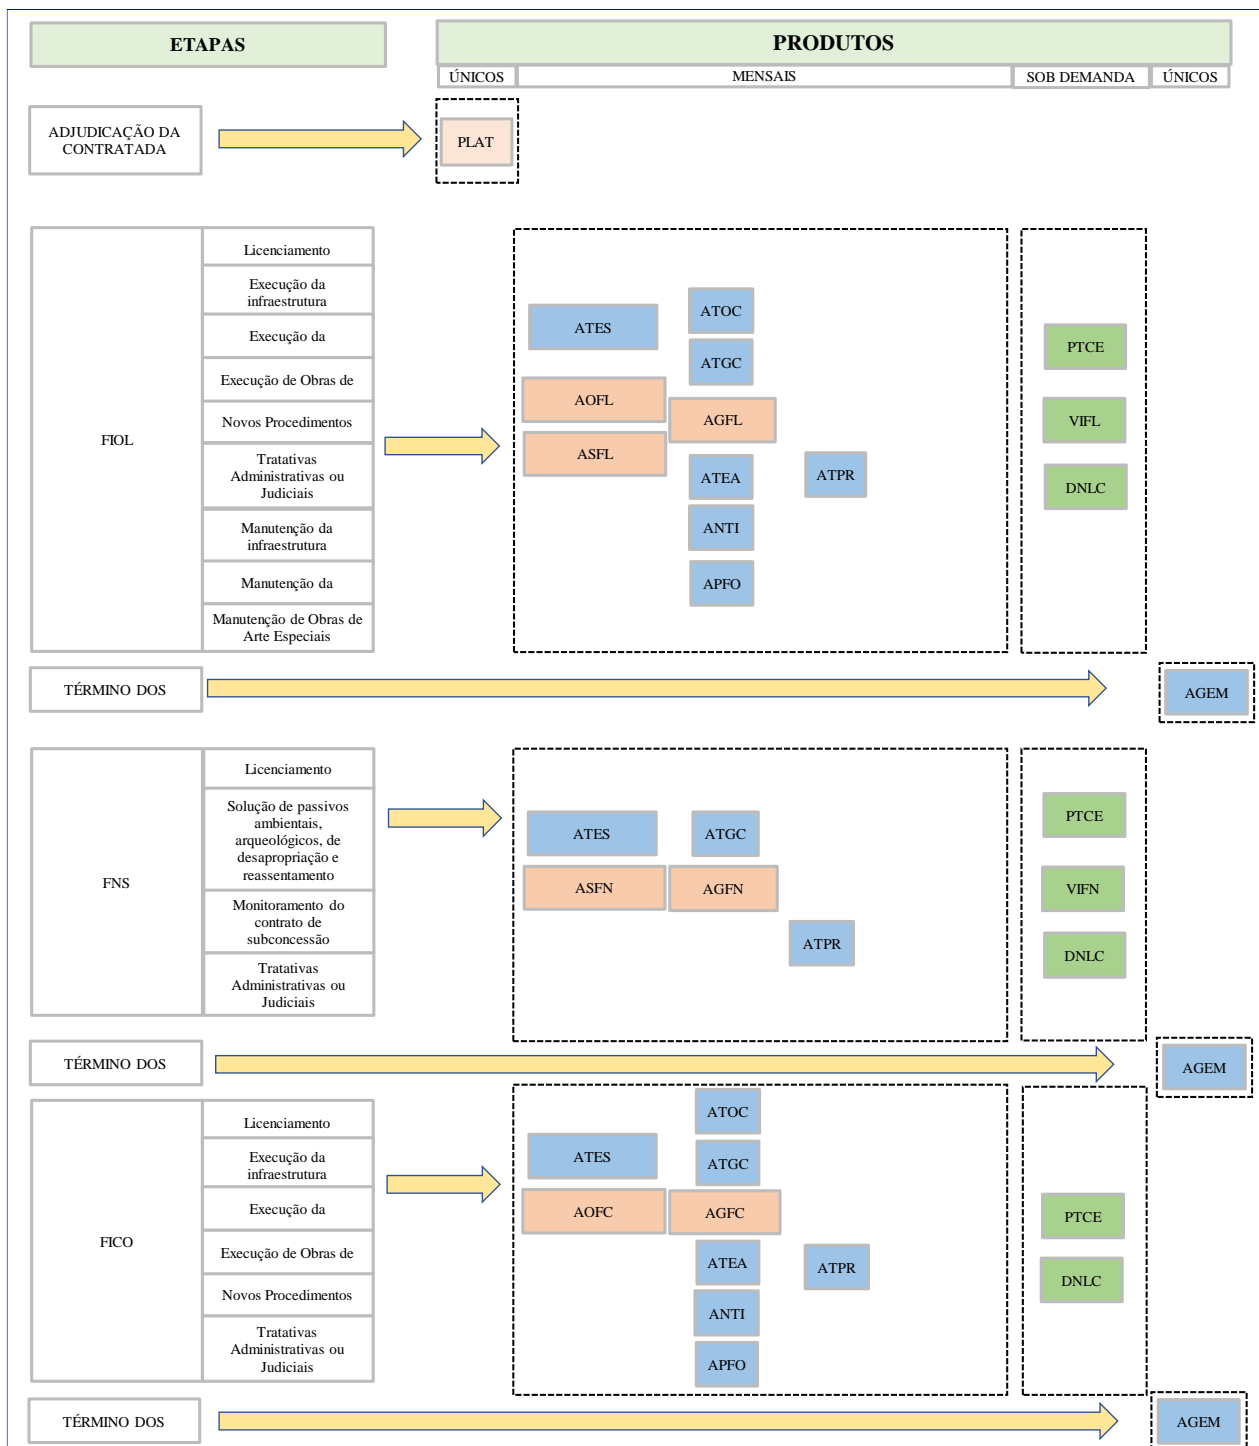 ETAPAS
PRODUTOS
ÚNICOS
MENSAIS
SOB DEMANDA
ÚNICOS
ADJUDICAÇÃO DA
CONTRATADA
PLAT
FIOL
Licenciamento
Execução da
infraestrutura
Execução da
Execução de Obras de
Novos Procedimentos
Tratativas
Administrativas ou
Judiciais
Manutenção da
infraestrutura
Manutenção da
Manutenção de Obras de
Arte Especiais
ATES
ATOC
ATGC
AOFL
AGFL
ASFL
ATEA
ATPR
ANTI
APFO
PTCE
VIFL
DNLC
TÉRMINO DOS
AGEM
FNS
Licenciamento
Solução de passivos
ambientais,
arqueológicos, de
desapropriação e
reassentamento
Monitoramento do
contrato de
subconcessão
Tratativas
Administrativas ou
Judiciais
ATES
ATGC
ASFN
AGFN
ATPR
PTCE
VIFN
DNLC
TÉRMINO DOS
AGEM
FICO
Licenciamento
Execução da
infraestrutura
Execução da
Execução de Obras de
Novos Procedimentos
Tratativas
Administrativas ou
Judiciais
ATOC
ATES
ATGC
AOFC
AGFC
ATEA
ATPR
ANTI
APFO
PTCE
DNLC
TÉRMINO DOS
AGEM